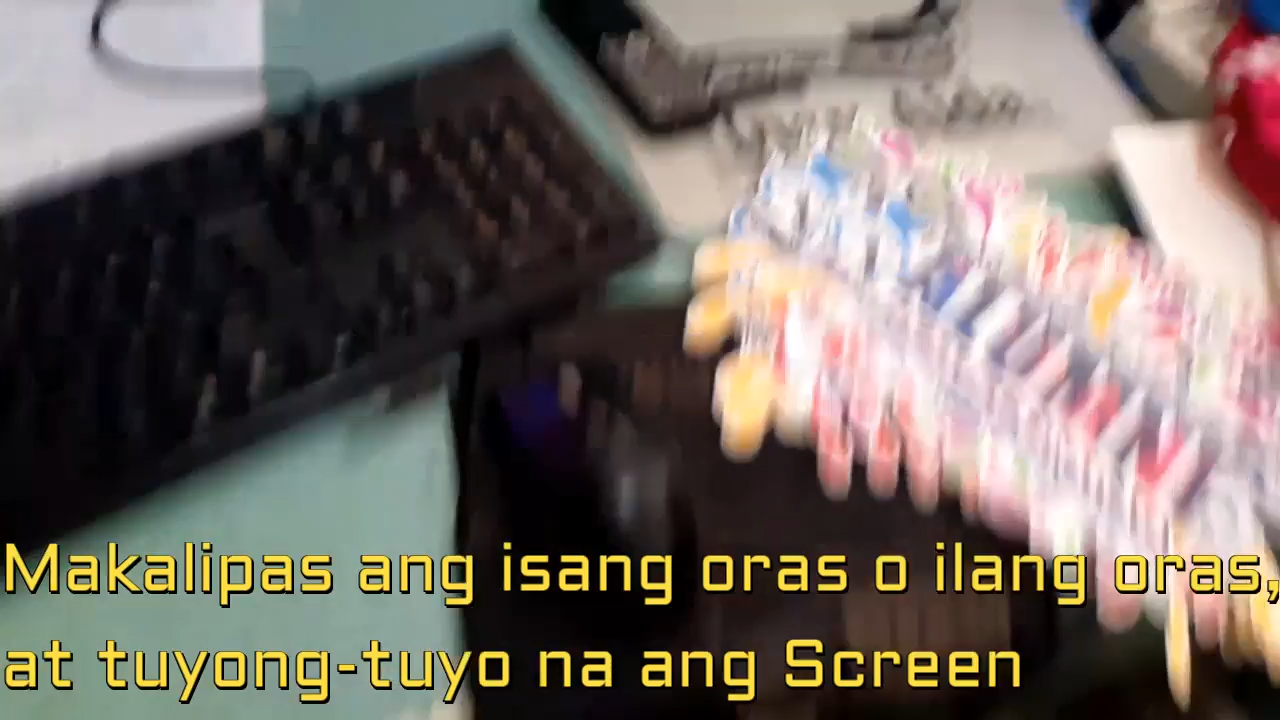 Makalipas ang isang oras o ilang oras,
at tuyong-tuyo na ang Screen